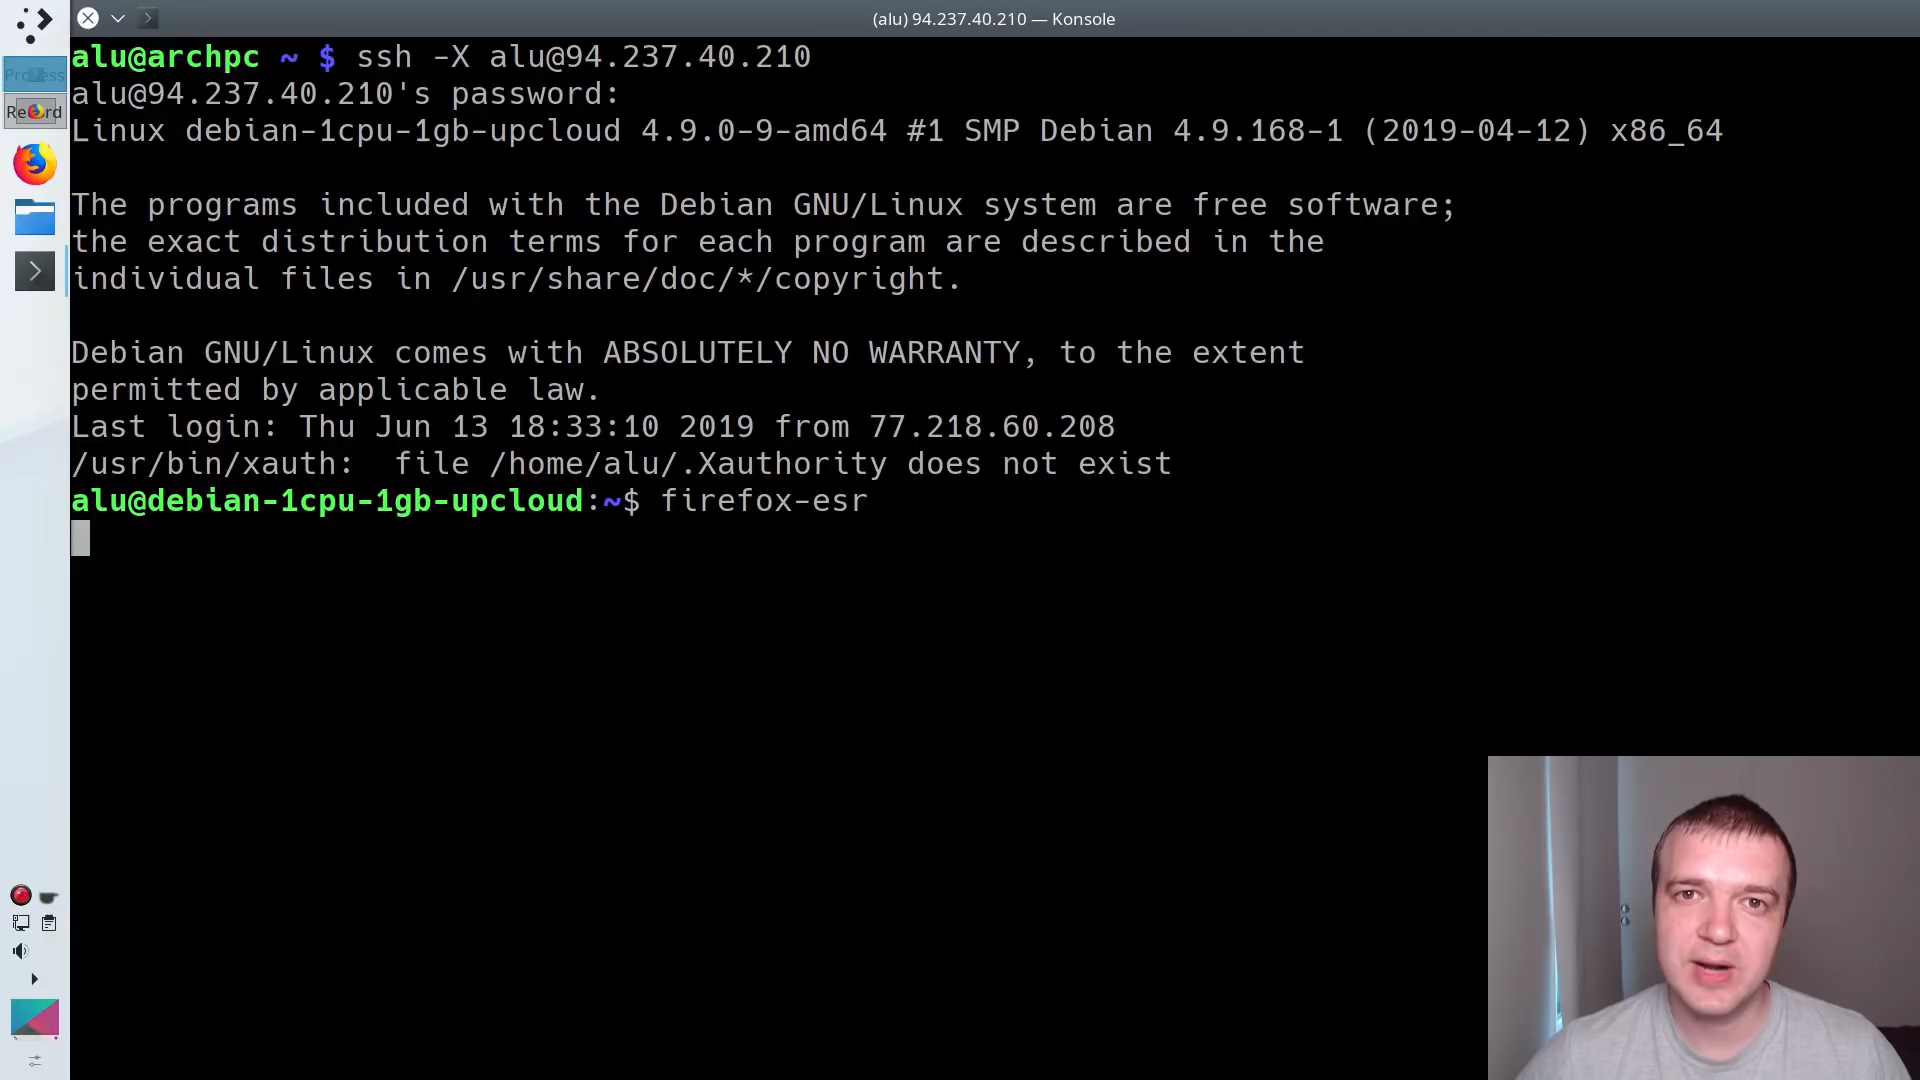 (alu) 94.237.40.210 — Konsole
alu@archpc ~ $ ssh -X alu@94.237.40.210
alu@94.237.40.210's password:
Linux debian-1cpu-1gb-upcloud 4.9.0-9-amd64 #1 SMP Debian 4.9.168-1 (2019-04-12) x86_64
The programs included with the Debian GNU/Linux system are free software;
the exact distribution terms for each program are described in the
individual files in /usr/share/doc/*/copyright.
Debian GNU/Linux comes with ABSOLUTELY NO WARRANTY, to the extent
permitted by applicable law.
Last login: Thu Jun 13 18:33:10 2019 from 77.218.60.208
/usr/bin/xauth:  file /home/alu/.Xauthority does not exist
alu@debian-1cpu-1gb-upcloud:~$ firefox-esr